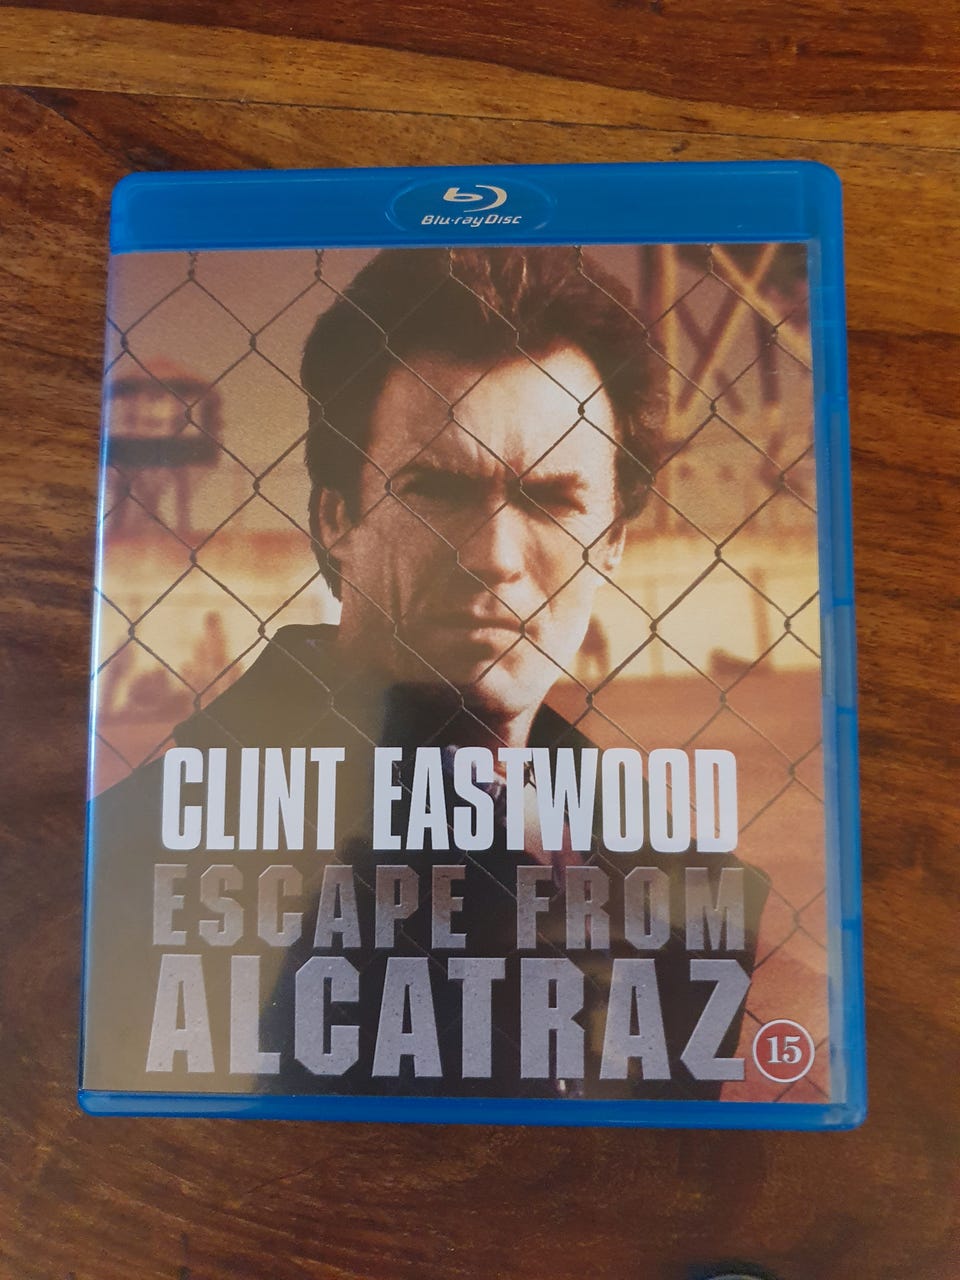 Blu-ray Disc
CLINT EASTWOOD
ESCAPE FROM
ALCATRAZ
15